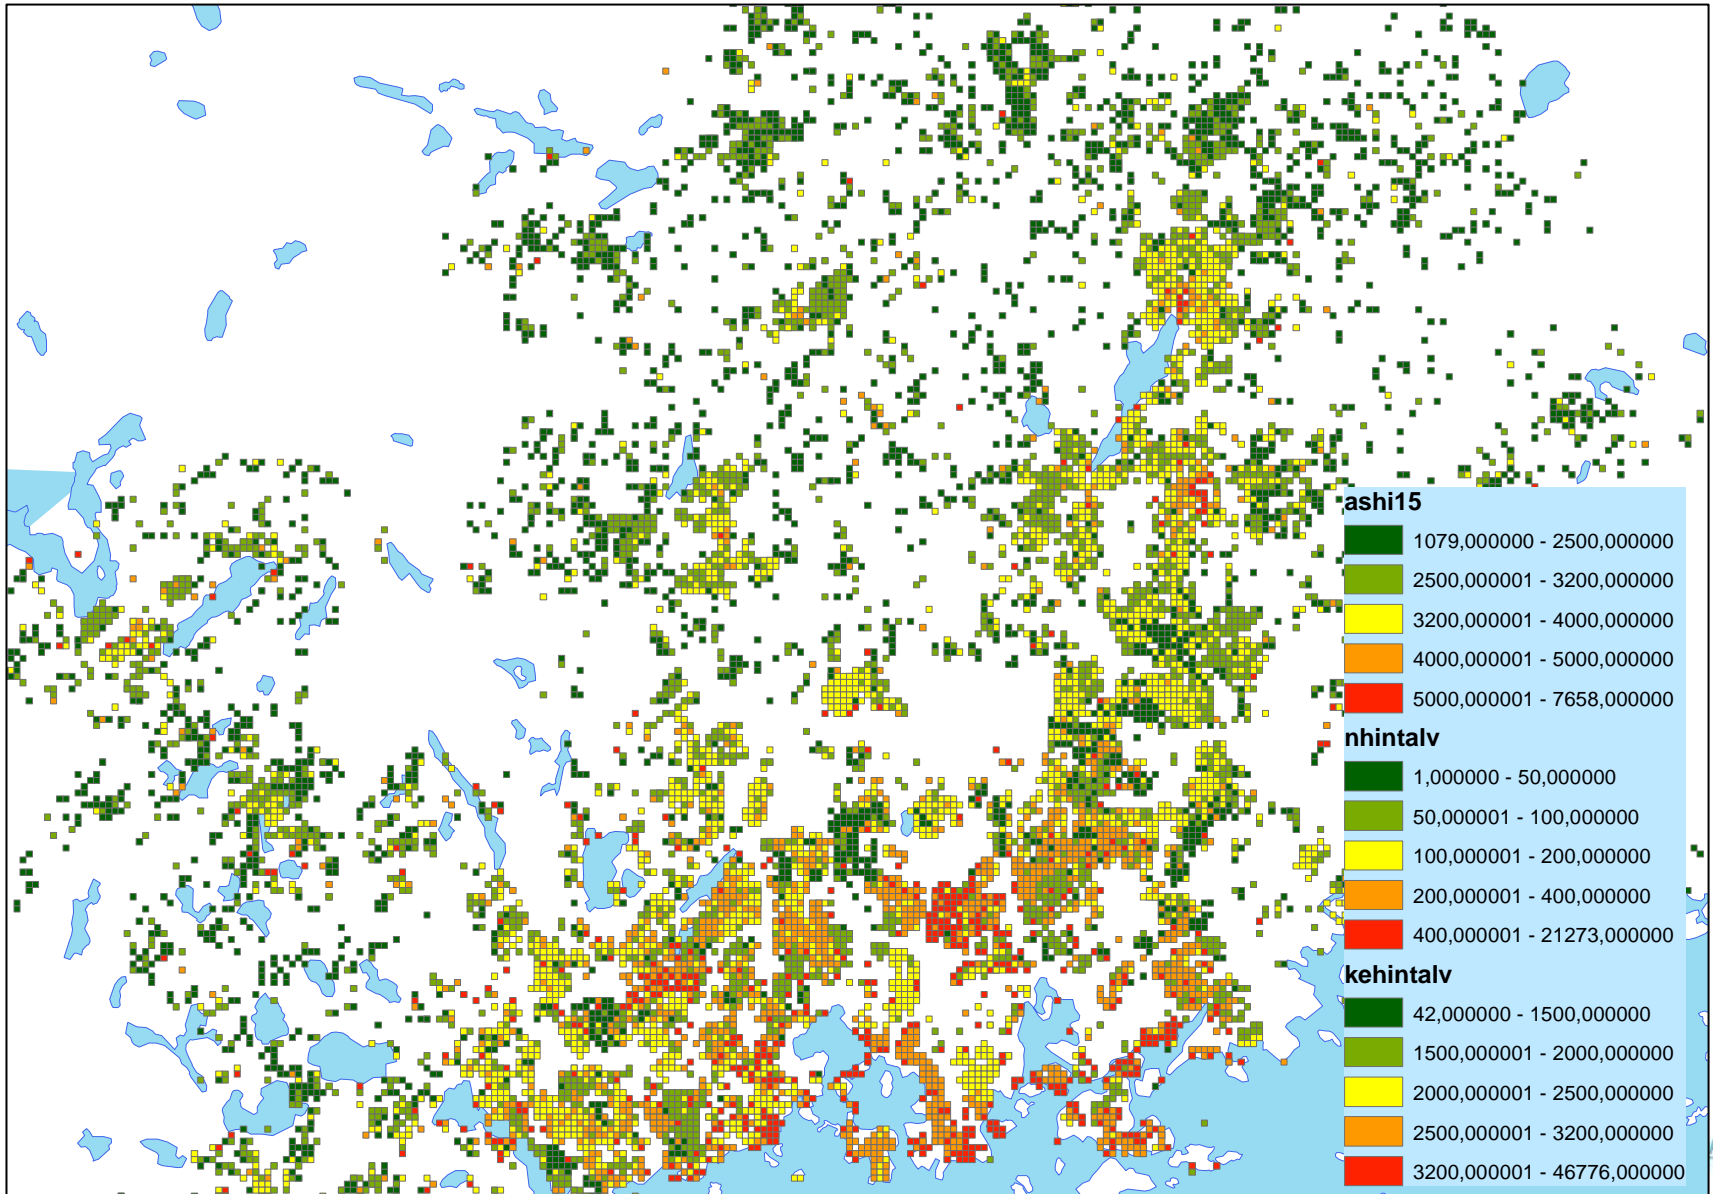 ashi15
1079,000000 - 2500,000000
2500,000001 - 3200,000000
3200,000001 - 4000,000000
4000,000001 - 5000,000000
5000,000001 - 7658,000000
nhintalv
1,000000 - 50,000000
50,000001 - 100,000000
100,000001 - 200,000000
200,000001 - 400,000000
400,000001 - 21273,000000
kehintalv
42,000000 - 1500,000000
1500,000001 - 2000,000000
2000,000001 - 2500,000000
2500,000001 - 3200,000000
3200,000001 - 46776,000000